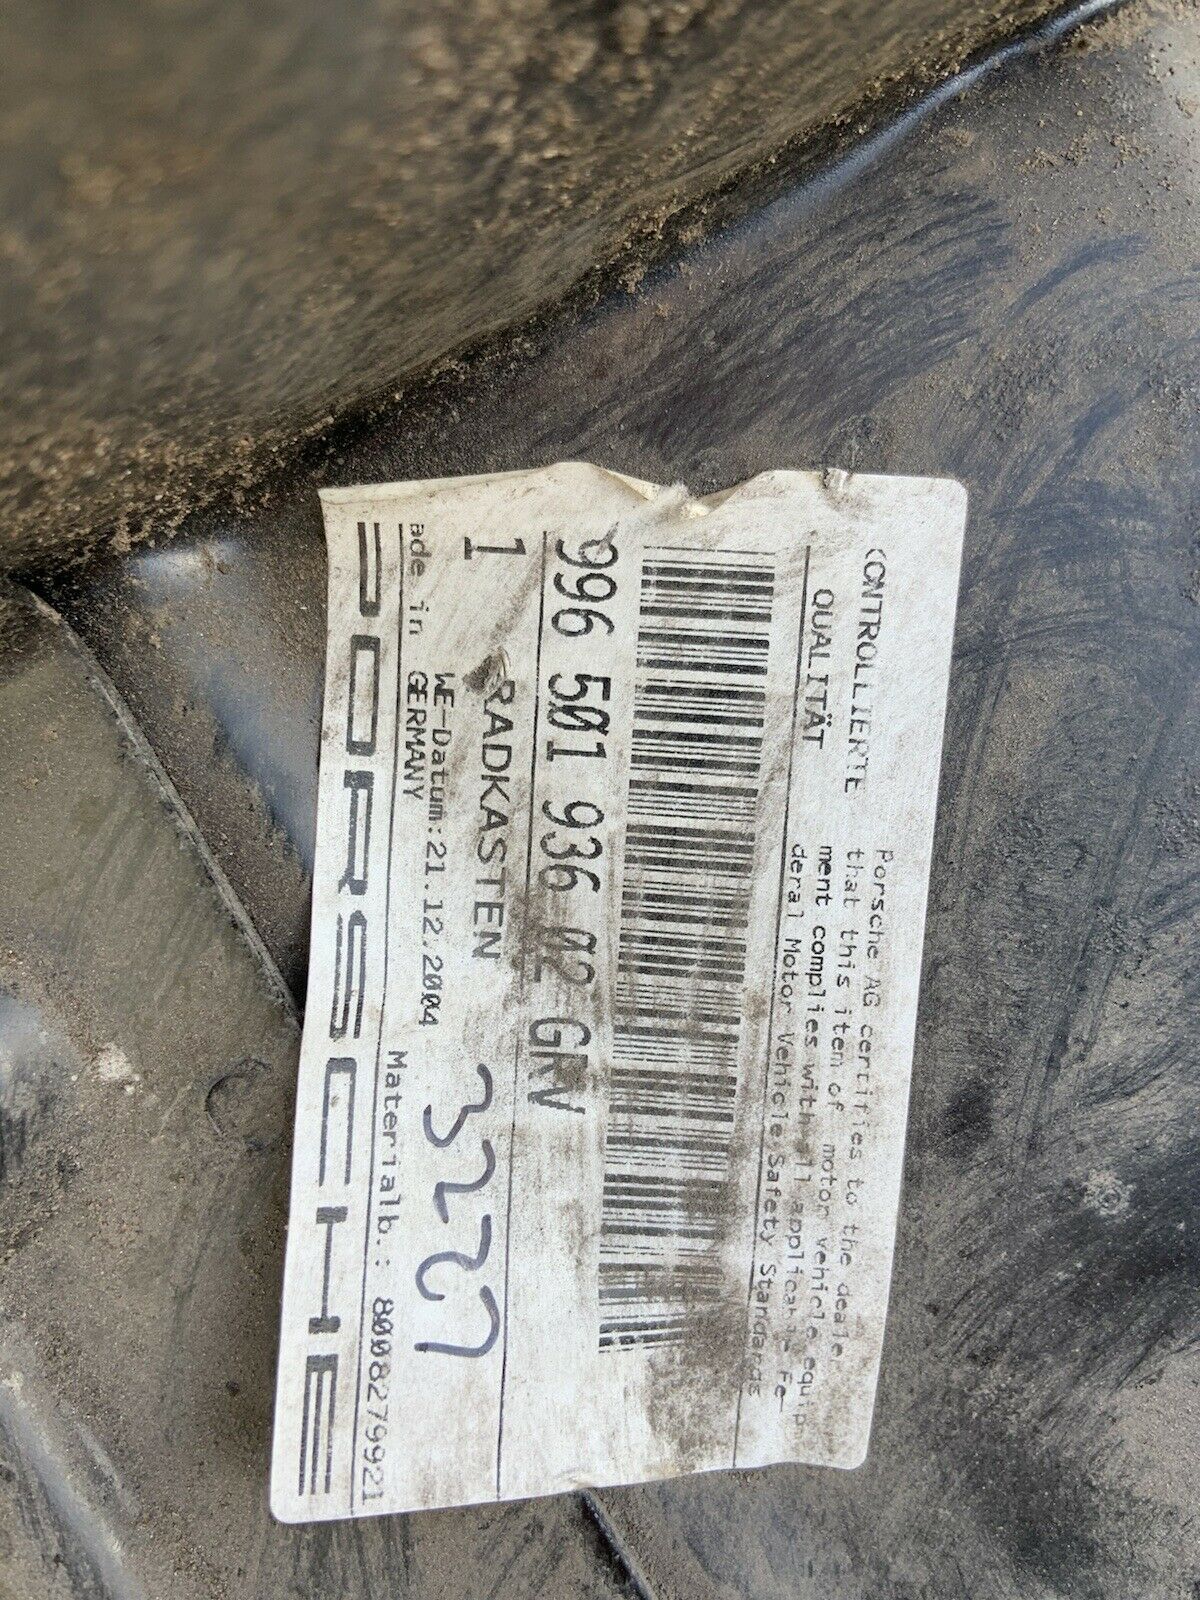 KONTROLLIERTE
QUALITÄT
Porsche AG certifies to the dealer
that this item of motor vehicle equip
ment complies with all applicable Fe-
deral Motor Vehicle Safety Standards
996 501 936 02 GRV
1 RADKASTEN
3227
WE-Datum:21.12.2004
ade in GERMANY
Materialb.: 8008279921
PORSCHE